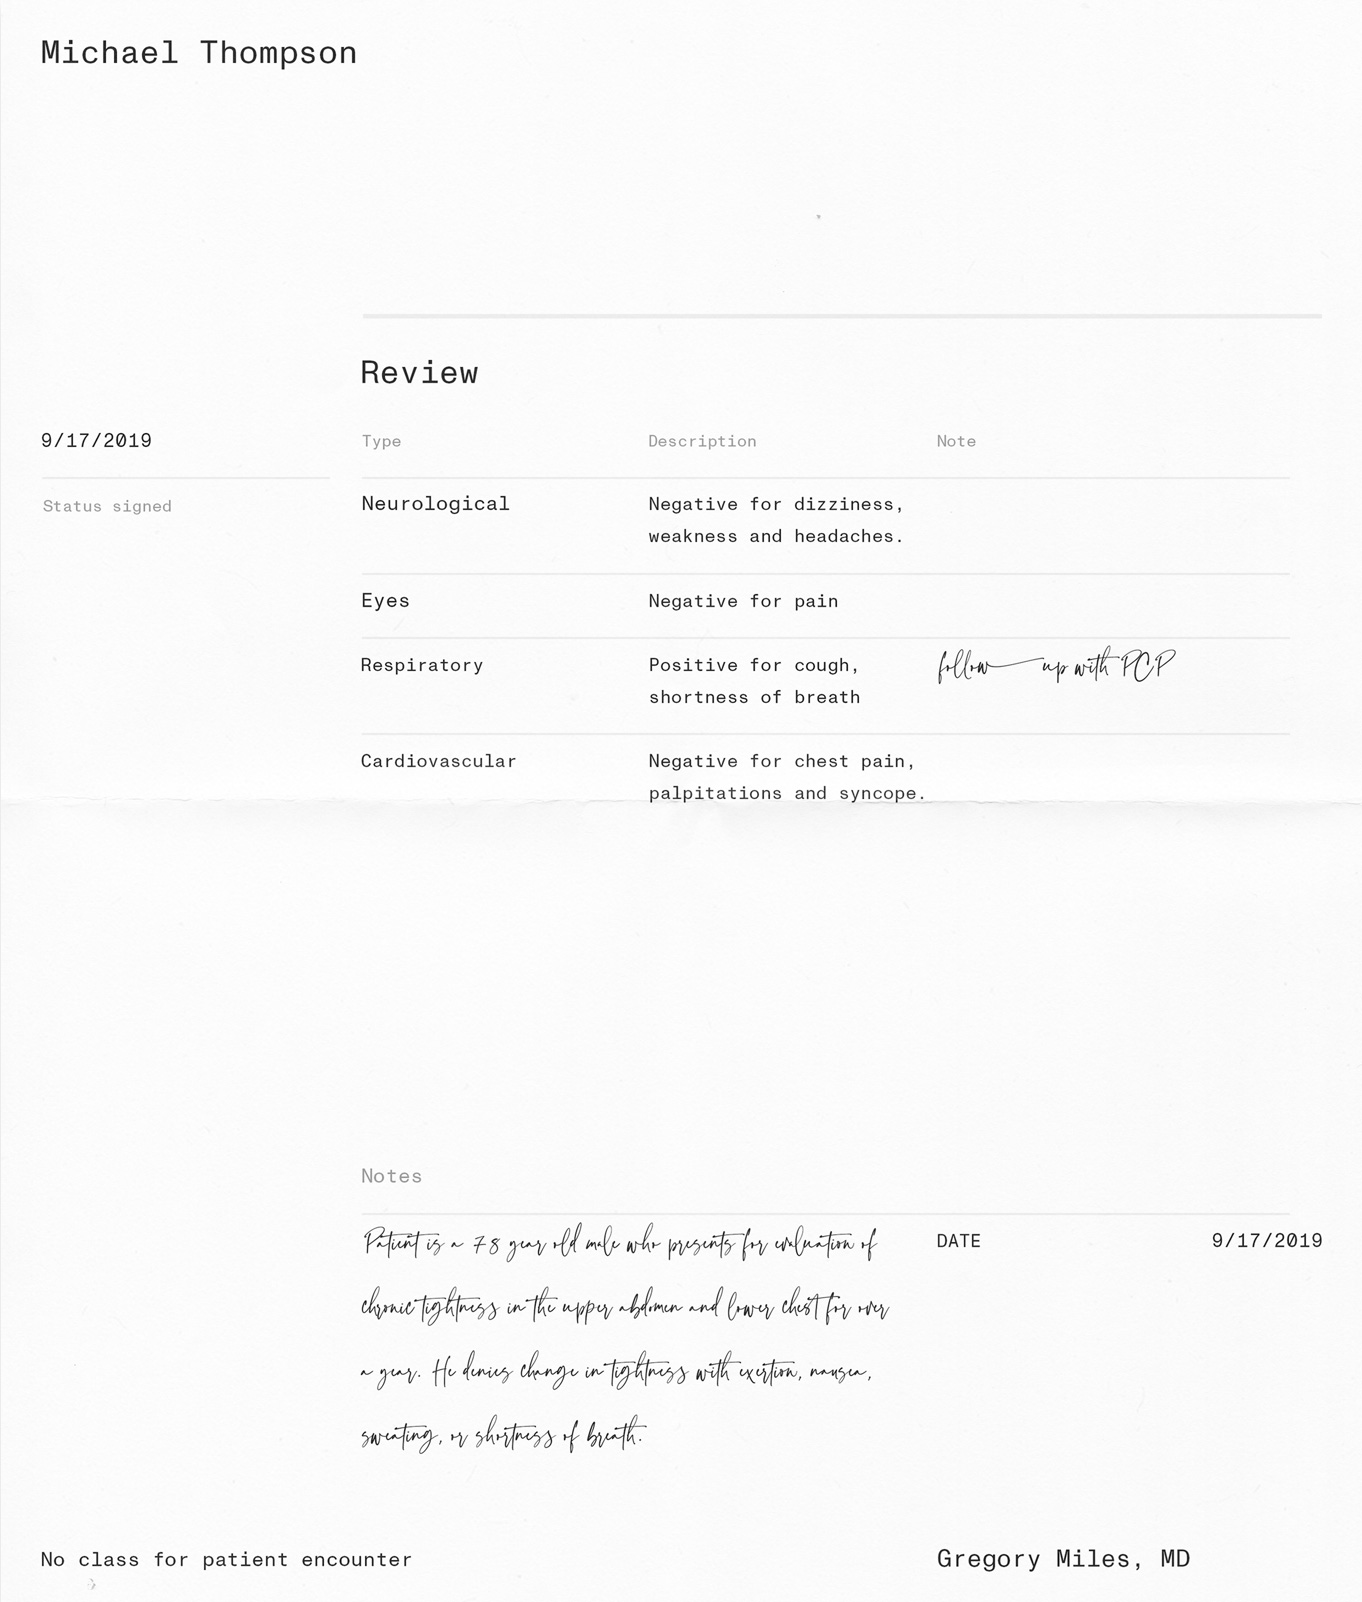 Michael Thompson
Review
9/17/2019
Type Description Note
Status signed
Neurological Negative for dizziness,
weakness and headaches.
Eyes Negative for pain
Respiratory Positive for cough, follow up with PCP
shortness of breath
Cardiovascular Negative for chest pain,
palpitations and syncope.
Notes
Patient is a 78 year old male who presents for evaluation of
DATE 9/17/2019
chronic tightness in the upper abdomen and lower chest for over
a year. He denies change in tightness with exertion, nausea,
sweating, or shortness of breath.
No class for patient encounter
Gregory Miles, MD